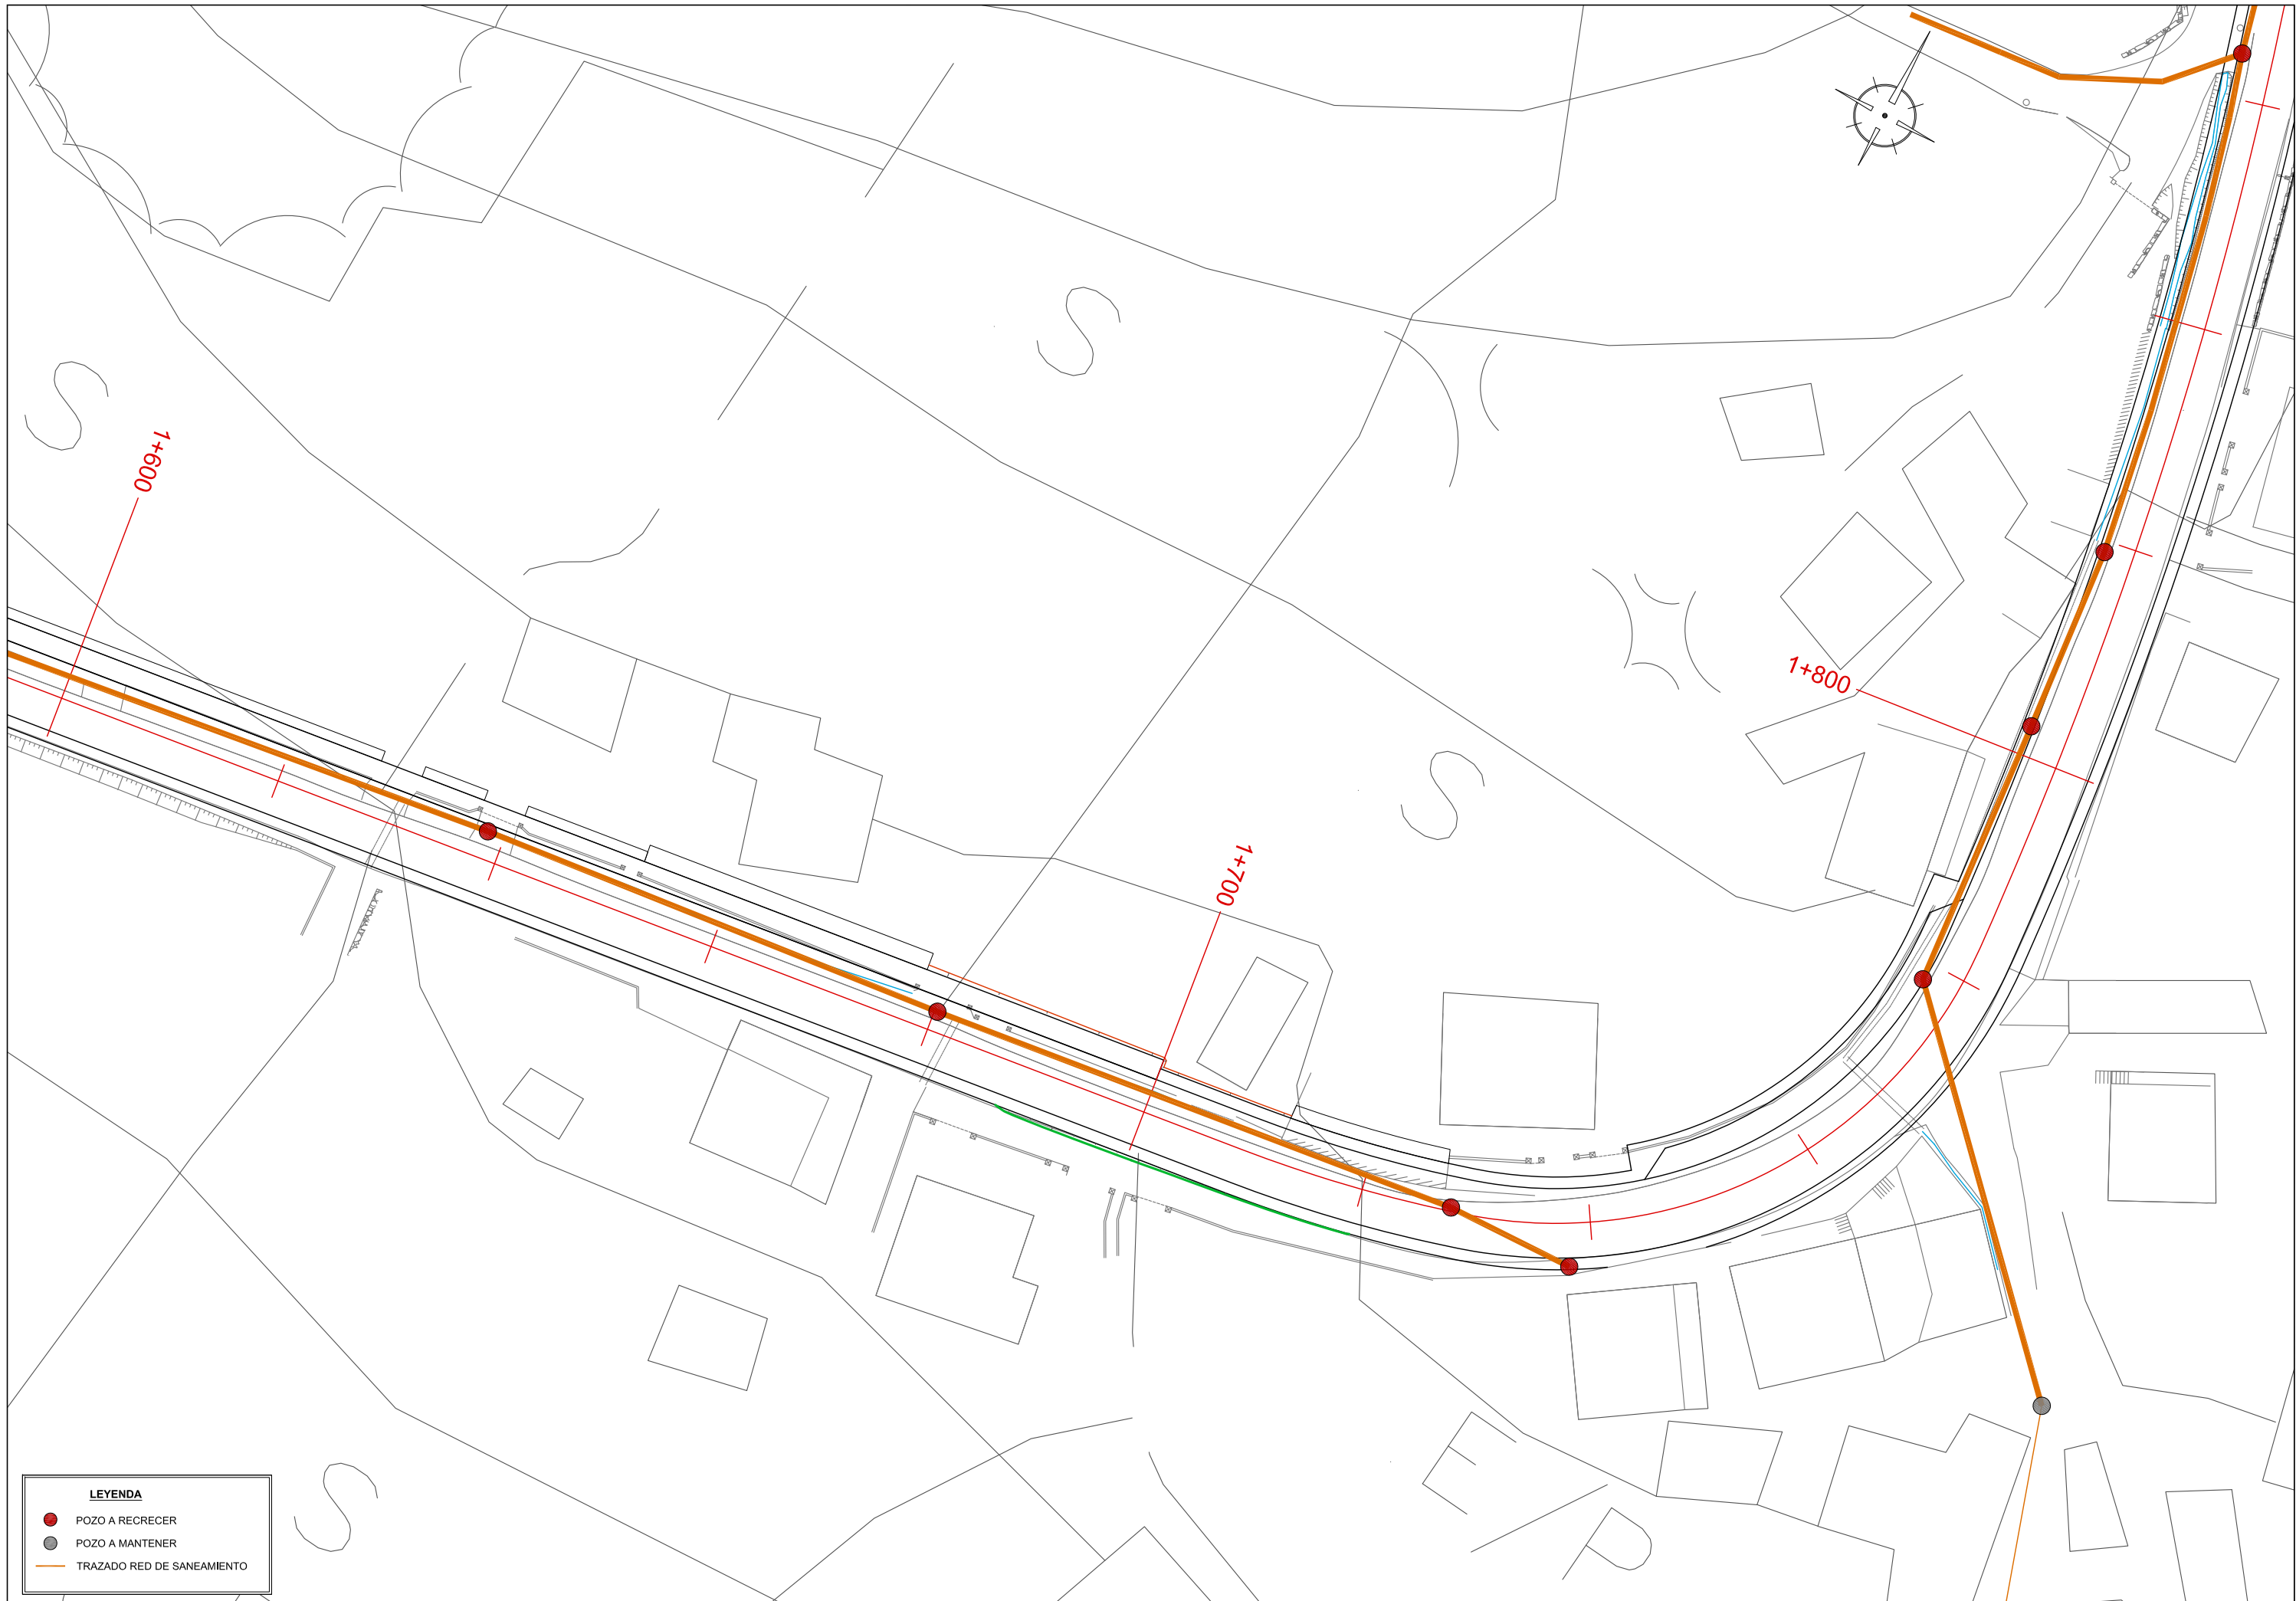 S
S
1+600
1+800
S
1+700
S
P
LEYENDA
POZO A RECRECER
POZO A MANTENER
TRAZADO RED DE SANEAMIENTO